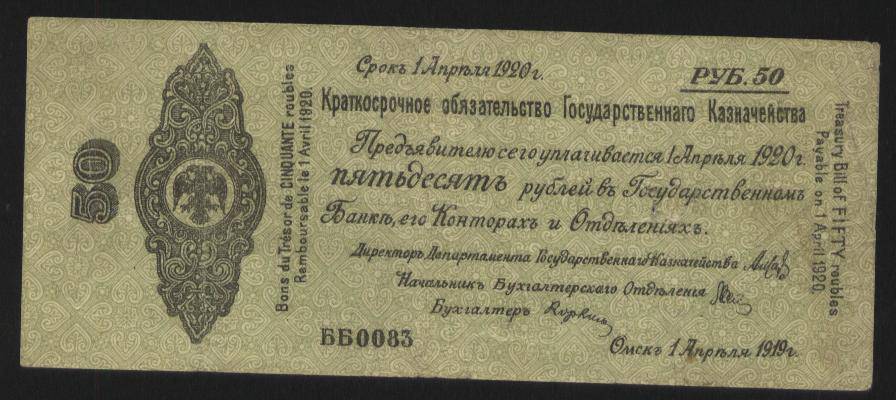 50
Bons du Trésor de CINQUANTE roubles
Remboursable le 1 Avril 1920.
Срокъ 1 Апрѣля 1920 г.
РУБ. 50
Краткосрочное обязательство Государственнаго Казначейства
Предъявителю сего уплачивается 1 Апрѣля 1920 г.
пятьдесятъ рублей въ Государственномъ
Банкѣ, его Конторахъ и Отдѣленіяхъ.
Директоръ Департамента Государственнаго Казначейства
Начальникъ Бухгалтерскаго Отдѣленія
Бухгалтеръ
ББ0083
Омскъ 1 Апрѣля 1919 г.
Treasury Bill of FIFTY roubles
Payable on 1 April 1920.